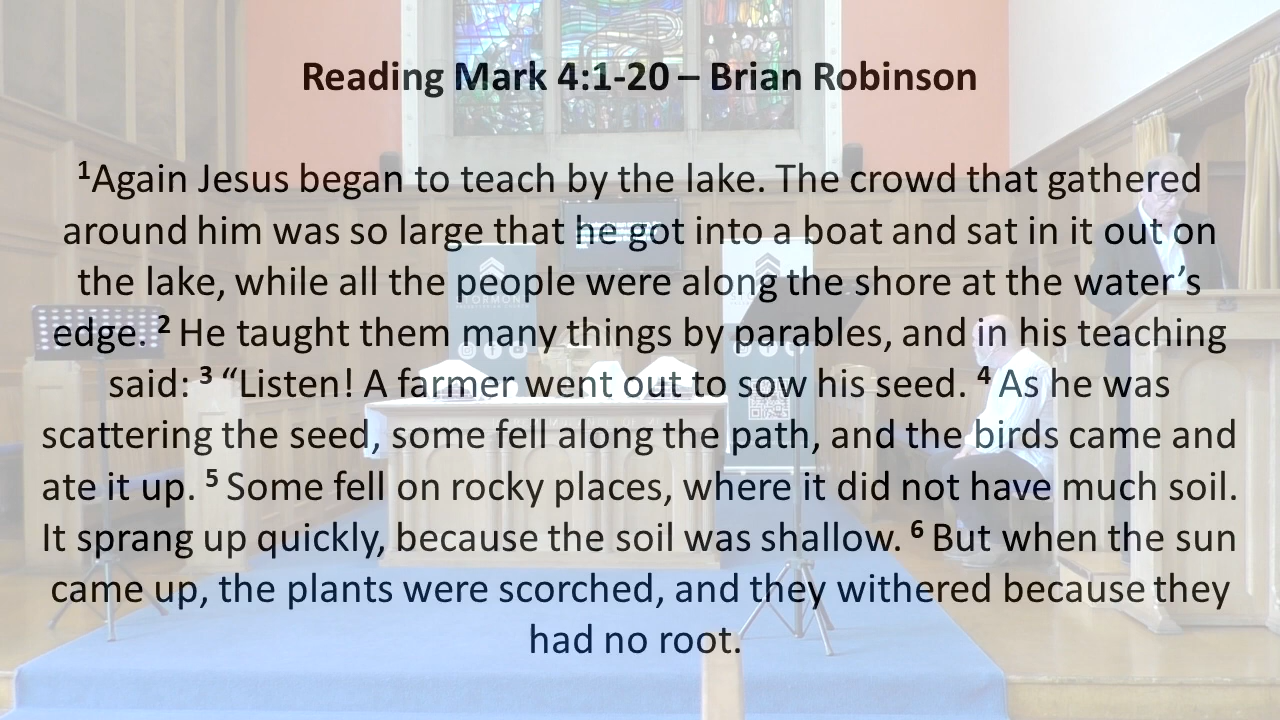 Reading Mark 4:1-20 – Brian Robinson
¹Again Jesus began to teach by the lake. The crowd that gathered
around him was so large that he got into a boat and sat in it out on
the lake, while all the people were along the shore at the water’s
edge. ² He taught them many things by parables, and in his teaching
said: ³ “Listen! A farmer went out to sow his seed. ⁴ As he was
scattering the seed, some fell along the path, and the birds came and
ate it up. ⁵ Some fell on rocky places, where it did not have much soil.
It sprang up quickly, because the soil was shallow. ⁶ But when the sun
came up, the plants were scorched, and they withered because they
had no root.